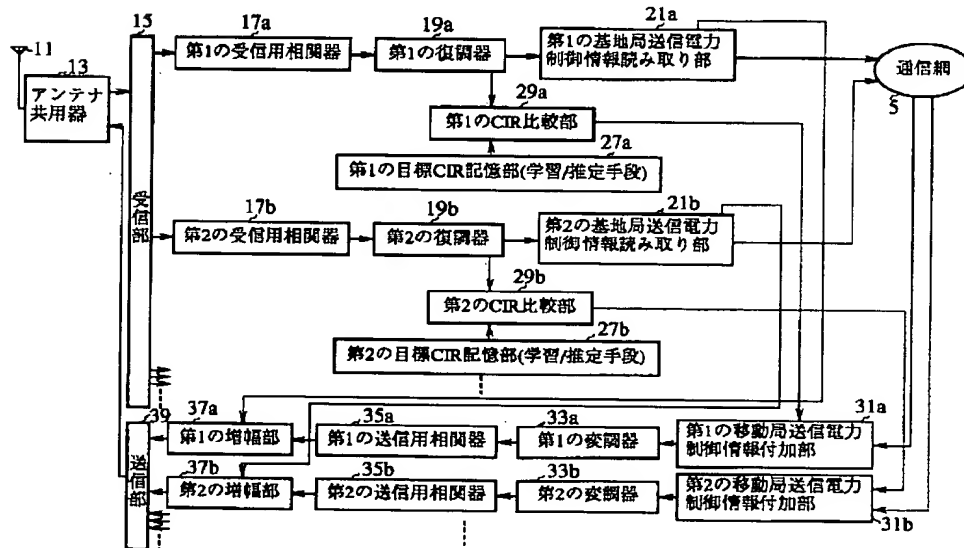 11
13
アンテナ
共用器
15
受信部
17a
第1の受信用相関器
19a
第1の復調器
21a
第1の基地局送信電力
制御情報読み取り部
通信網
5
29a
第1のCIR比較部
27a
第1の目標CIR記憶部(学習/推定手段)
17b
第2の受信用相関器
19b
第2の復調器
21b
第2の基地局送信電力
制御情報読み取り部
29b
第2のCIR比較部
27b
第2の目標CIR記憶部(学習/推定手段)
39
送信部
37a
第1の増幅部
35a
第1の送信用相関器
33a
第1の変調器
31a
第1の移動局送信電力
制御情報付加部
37b
第2の増幅部
35b
第2の送信用相関器
33b
第2の変調器
第2の移動局送信電力
制御情報付加部
31b